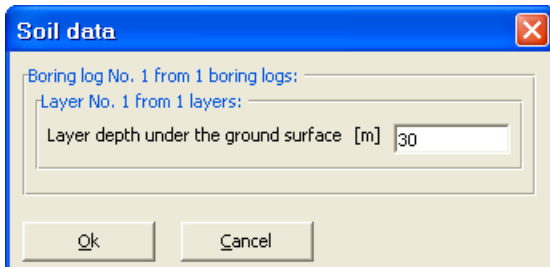 Soil data
Boring log No. 1 from 1 boring logs:
Layer No. 1 from 1 layers:
Layer depth under the ground surface [m] 30
Ok Cancel